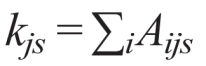 k_{js} = ∑_i A_{ijs}